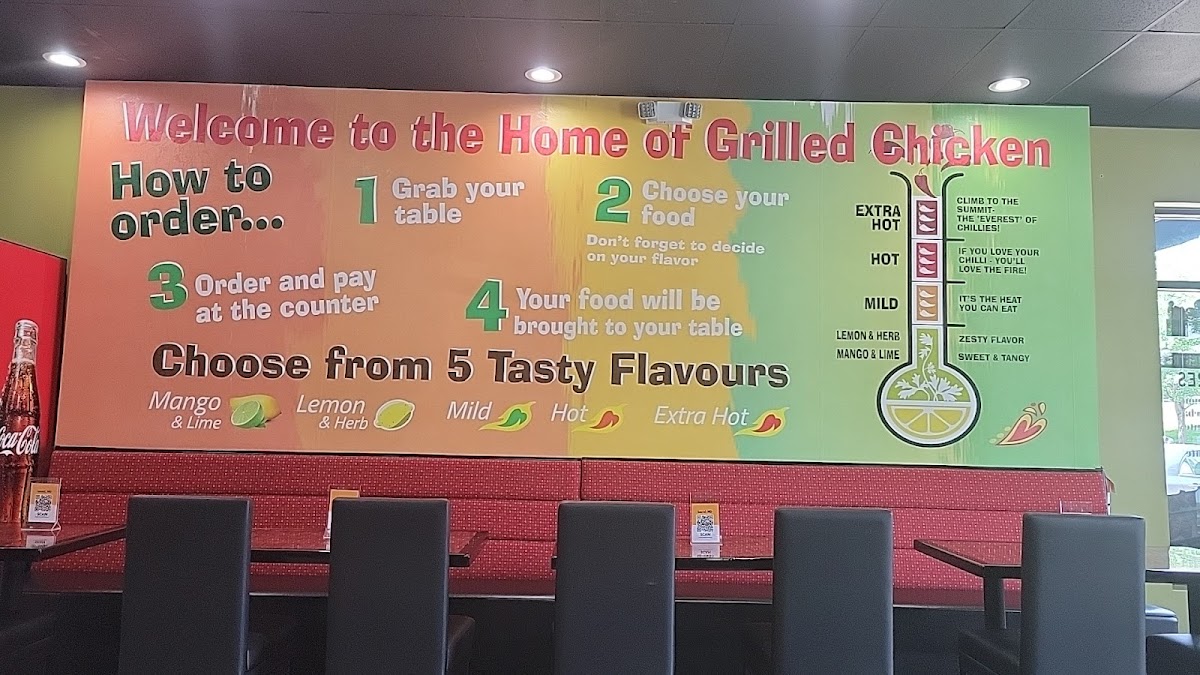 Welcome to the Home of Grilled Chicken
How to
order...
1 Grab your
table
2 Choose your
food
Don't forget to decide
on your flavor
3 Order and pay
at the counter
4 Your food will be
brought to your table
Choose from 5 Tasty Flavours
Mango
& Lime
Lemon
& Herb
Mild
Hot
Extra Hot
EXTRA
HOT
CLIMB TO THE
SUMMIT-
THE 'EVEREST' OF
CHILLIES!
HOT
IF YOU LOVE YOUR
CHILLI - YOU'LL
LOVE THE FIRE!
MILD
IT'S THE HEAT
YOU CAN EAT
LEMON & HERB
ZESTY FLAVOR
MANGO & LIME
SWEET & TANGY
Coca-Cola
SCAN
SCAN